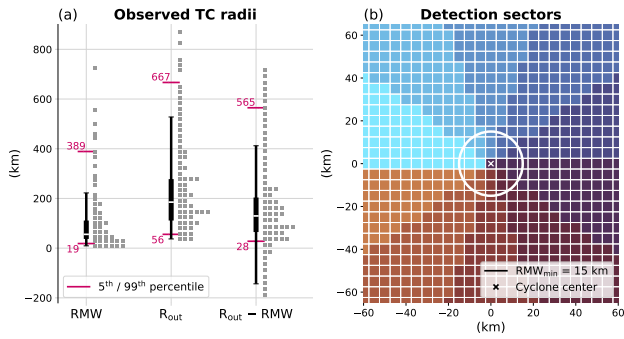 (a) Observed TC radii
800
600
400
200
0
−200
(km)
389
19
667
56
565
28
5th / 99th percentile
RMW
Rout
Rout − RMW
(b) Detection sectors
60
40
20
0
−20
−40
−60
(km)
RMWmin = 15 km
Cyclone center
−60 −40 −20 0 20 40 60
(km)